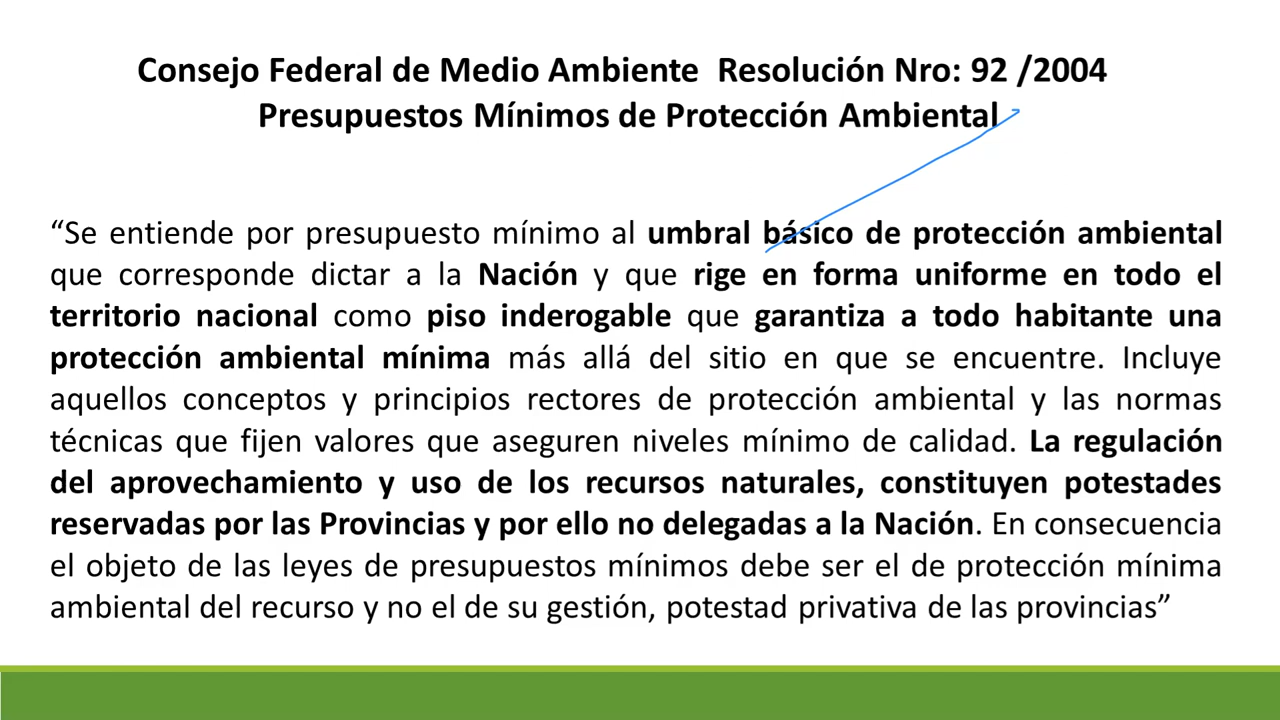 Consejo Federal de Medio Ambiente  Resolución Nro: 92 /2004
Presupuestos Mínimos de Protección Ambiental
“Se entiende por presupuesto mínimo al umbral básico de protección ambiental
que corresponde dictar a la Nación y que rige en forma uniforme en todo el
territorio nacional como piso inderogable que garantiza a todo habitante una
protección ambiental mínima más allá del sitio en que se encuentre. Incluye
aquellos conceptos y principios rectores de protección ambiental y las normas
técnicas que fijen valores que aseguren niveles mínimo de calidad. La regulación
del aprovechamiento y uso de los recursos naturales, constituyen potestades
reservadas por las Provincias y por ello no delegadas a la Nación. En consecuencia
el objeto de las leyes de presupuestos mínimos debe ser el de protección mínima
ambiental del recurso y no el de su gestión, potestad privativa de las provincias”